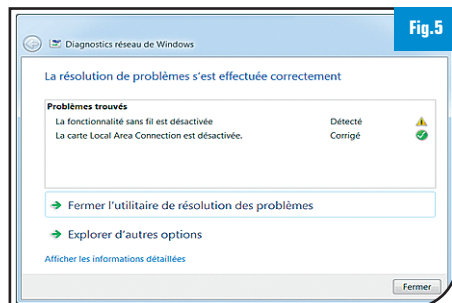 Fig.5
Diagnostics réseau de Windows
La résolution de problèmes s'est effectuée correctement
Problèmes trouvés
La fonctionnalité sans fil est désactivée Détecté
La carte Local Area Connection est désactivée. Corrigé
Fermer l'utilitaire de résolution des problèmes
Explorer d'autres options
Afficher les informations détaillées
Fermer